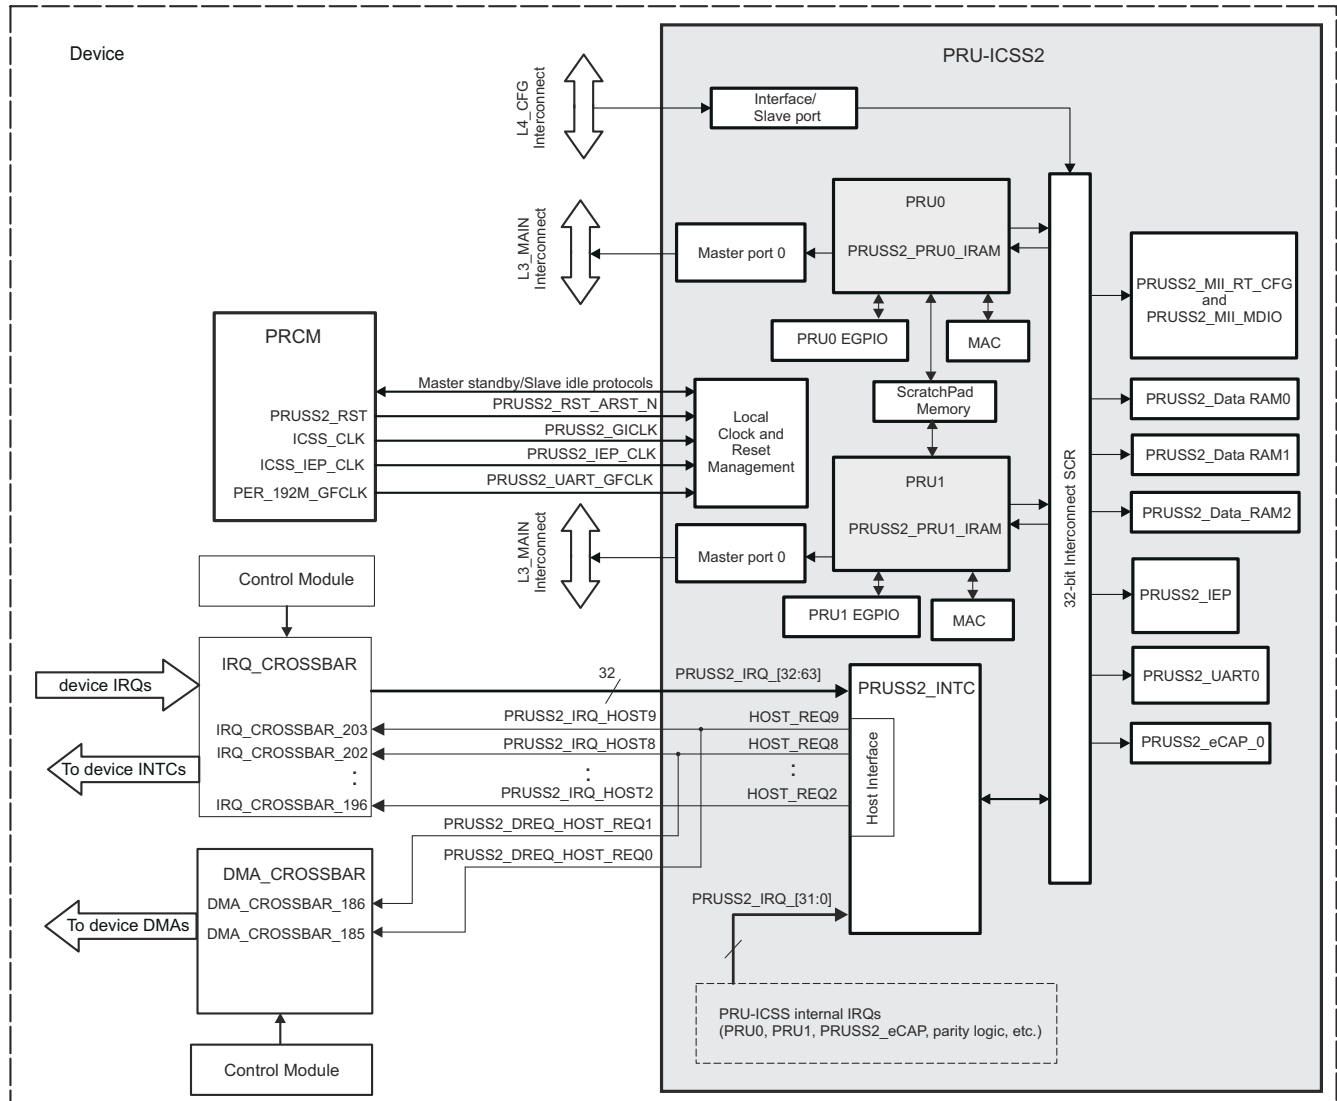 Device
PRU-ICSS2
L4_CFG
Interconnect
Interface/
Slave port
L3_MAIN
Interconnect
Master port 0
PRU0
PRUSS2_PRU0_IRAM
PRU0 EGPIO
MAC
ScratchPad
Memory
PRUSS2_MII_RT_CFG
and
PRUSS2_MII_MDIO
PRUSS2_Data RAM0
PRUSS2_Data RAM1
PRUSS2_Data_RAM2
PRUSS2_IEP
PRUSS2_UART0
PRUSS2_eCAP_0
32-bit Interconnect SCR
PRCM
PRUSS2_RST
ICSS_CLK
ICSS_IEP_CLK
PER_192M_GFCLK
Master standby/Slave idle protocols
PRUSS2_RST_ARST_N
PRUSS2_GICLK
PRUSS2_IEP_CLK
PRUSS2_UART_GFCLK
Local
Clock and
Reset
Management
L3_MAIN
Interconnect
Master port 0
PRU1
PRUSS2_PRU1_IRAM
PRU1 EGPIO
MAC
Control Module
IRQ_CROSSBAR
device IRQs
IRQ_CROSSBAR_203
IRQ_CROSSBAR_202
:
IRQ_CROSSBAR_196
To device INTCs
32
PRUSS2_IRQ_[32:63]
PRUSS2_IRQ_HOST9
PRUSS2_IRQ_HOST8
:
PRUSS2_IRQ_HOST2
PRUSS2_DREQ_HOST_REQ1
PRUSS2_DREQ_HOST_REQ0
HOST_REQ9
HOST_REQ8
:
HOST_REQ2
PRUSS2_INTC
Host Interface
PRUSS2_IRQ_[31:0]
DMA_CROSSBAR
DMA_CROSSBAR_186
DMA_CROSSBAR_185
To device DMAs
Control Module
PRU-ICSS internal IRQs
(PRU0, PRU1, PRUSS2_eCAP, parity logic, etc.)